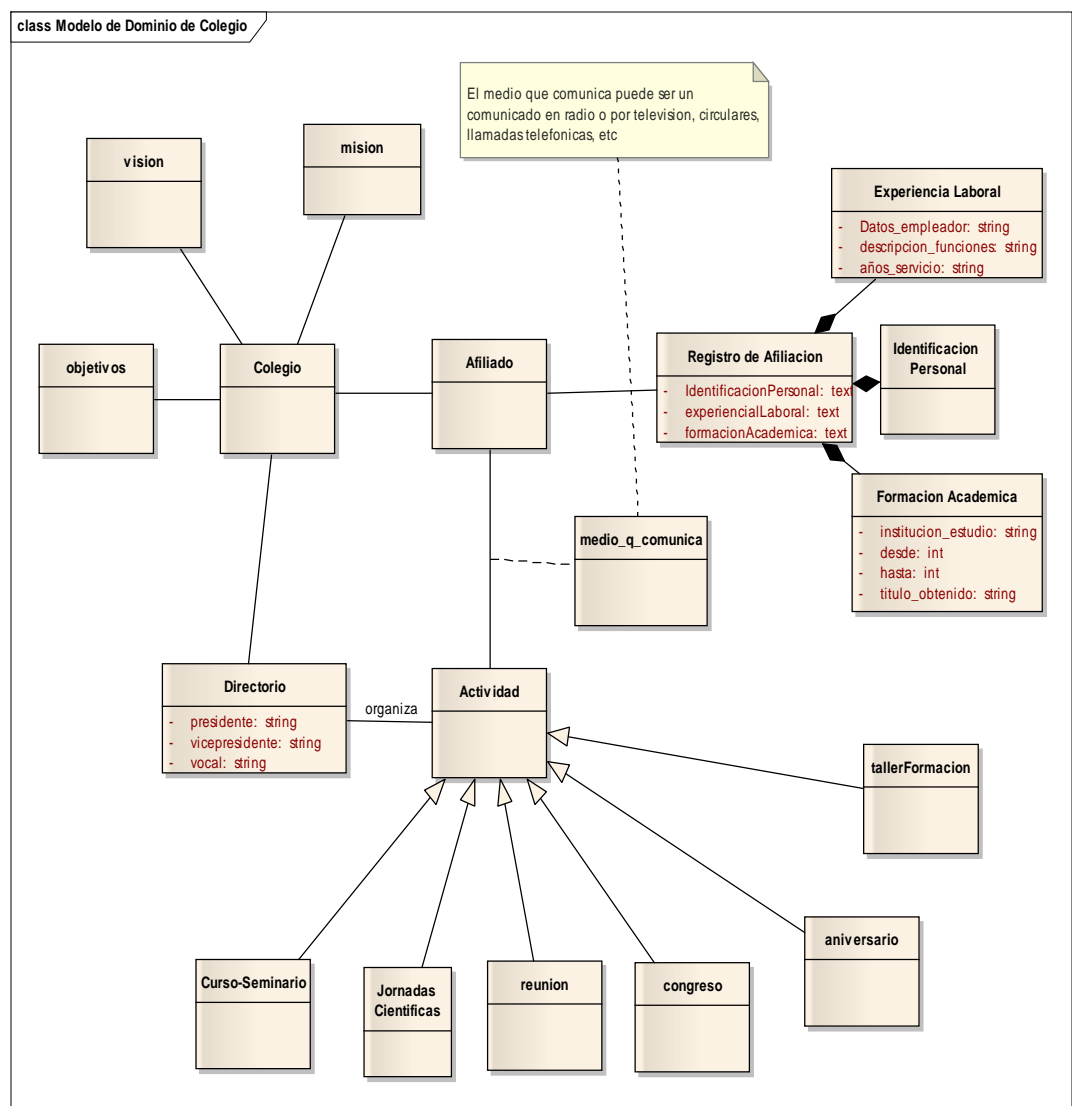 class Modelo de Dominio de Colegio
El medio que comunica puede ser un
comunicado en radio o por television, circulares,
llamadas telefonicas, etc
vision
mision
Experiencia Laboral
- Datos_empleador: string
- descripcion_funciones: string
- años_servicio: string
objetivos
Colegio
Afiliado
Registro de Afiliacion
- IdentificacionPersonal: text
- experiencialLaboral: text
- formacionAcademica: text
Identificacion
Personal
Formacion Academica
- institucion_estudio: string
- desde: int
- hasta: int
- titulo_obtenido: string
medio_q_comunica
Directorio
- presidente: string
- vicepresidente: string
- vocal: string
organiza
Actividad
tallerFormacion
aniversario
Curso-Seminario
Jornadas
Cientificas
reunion
congreso